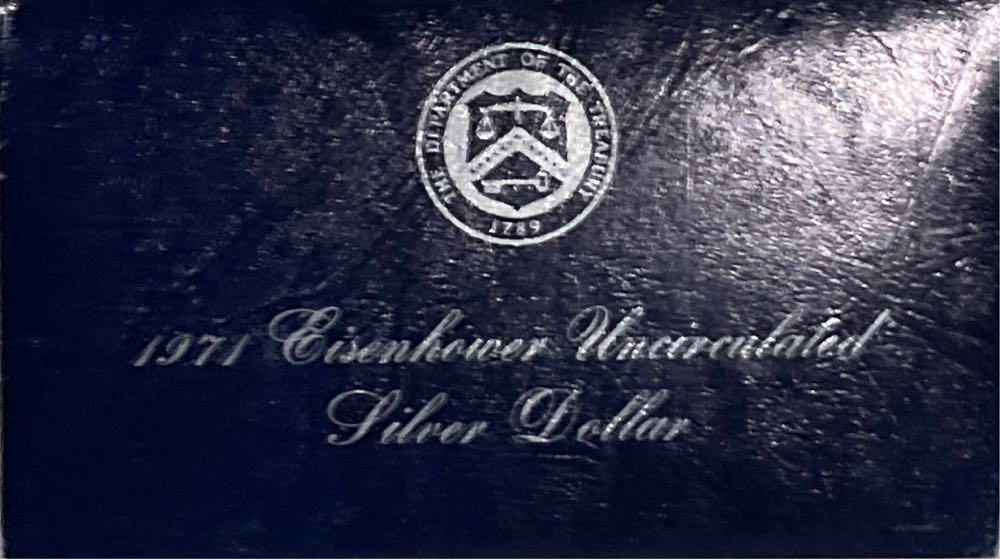 THE DEPARTMENT OF THE TREASURY
1789
1971 Eisenhower Uncirculated
Silver Dollar